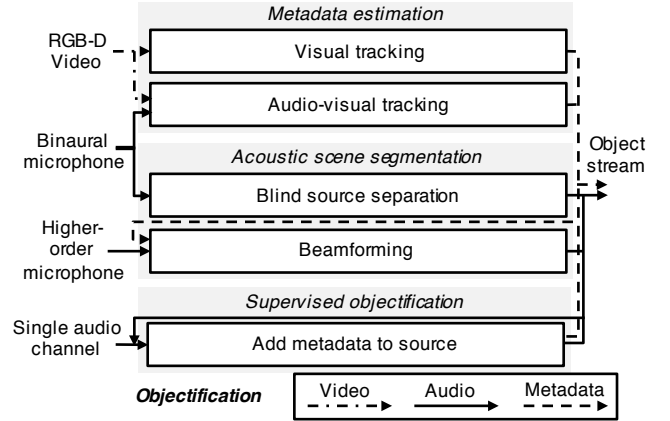 Metadata estimation
RGB-D
Video
Visual tracking
Audio-visual tracking
Binaural
microphone
Acoustic scene segmentation
Object
stream
Blind source separation
Higher-
order
microphone
Beamforming
Supervised objectification
Single audio
channel
Add metadata to source
Objectification
Video
Audio
Metadata